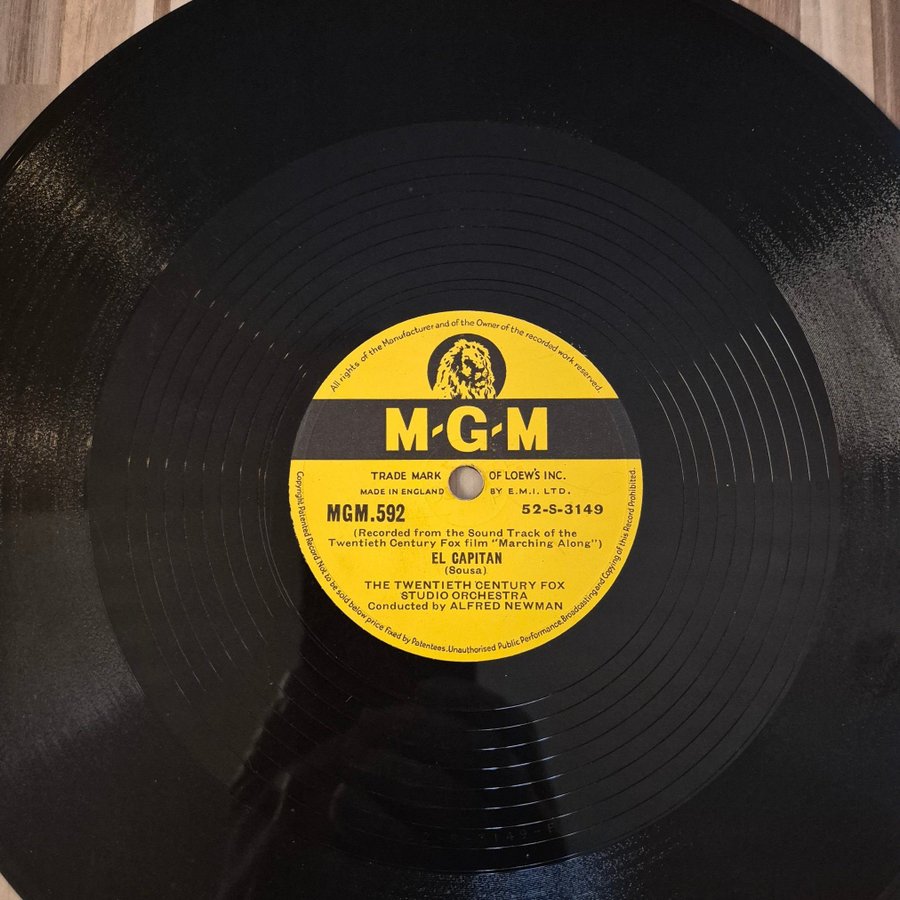 All rights of the Manufacturer and of the Owner of the recorded work reserved.
M-G-M
TRADE MARK OF LOEW'S INC.
MADE IN ENGLAND BY E.M.I. LTD.
MGM.592 52-S-3149
(Recorded from the Sound Track of the
Twentieth Century Fox film "Marching Along")
EL CAPITAN
(Sousa)
THE TWENTIETH CENTURY FOX
STUDIO ORCHESTRA
Conducted by ALFRED NEWMAN
Copyright. Patented Record. Not to be sold below price fixed by Patentees. Unauthorised Public Performance, Broadcasting and Copying of this Record Prohibited.